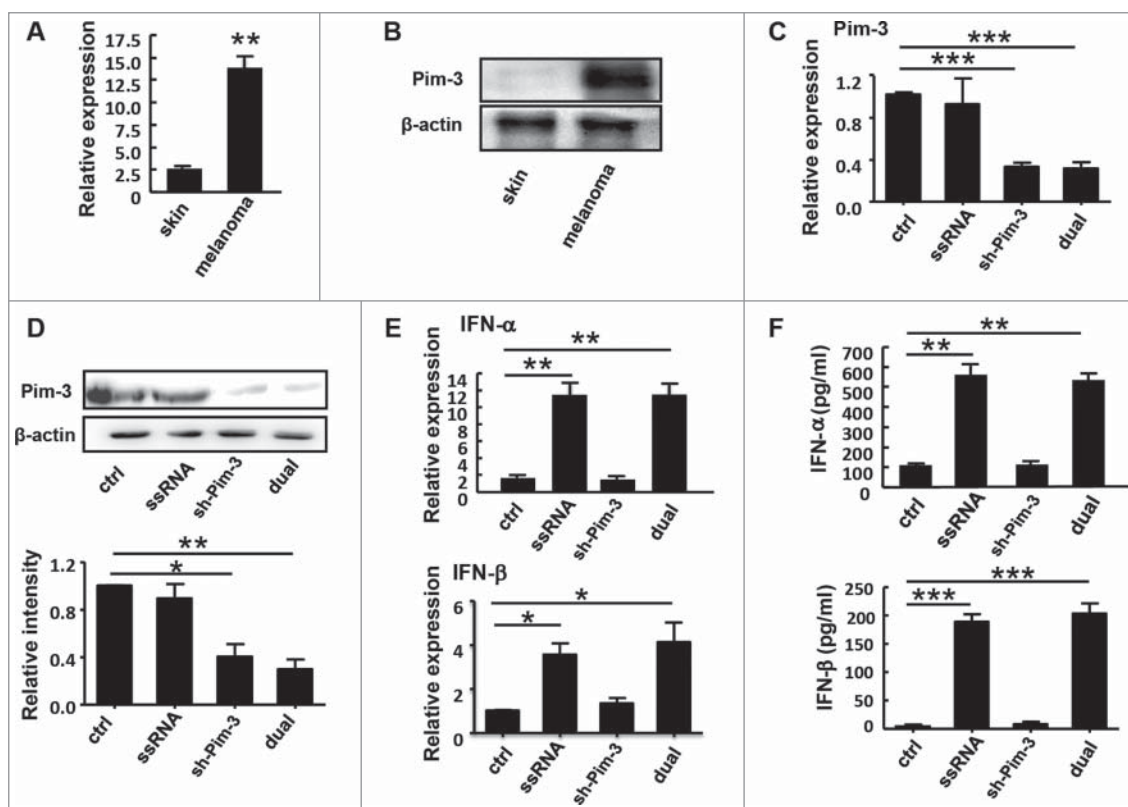 A
Relative expression
17.5
15.0
12.5
10.0
7.5
5.0
2.5
0
**
skin
melanoma
B
Pim-3
β-actin
skin
melanoma
C
Pim-3
Relative expression
1.2
0.8
0.4
0.0
***
***
ctrl
ssRNA
sh-Pim-3
dual
D
Pim-3
β-actin
ctrl
ssRNA
sh-Pim-3
dual
Relative intensity
1.2
0.8
0.4
0.0
**
*
ctrl
ssRNA
sh-Pim-3
dual
E
IFN-α
Relative expression
14
12
10
8
6
4
2
0
**
**
ctrl
ssRNA
sh-Pim-3
dual
IFN-β
Relative expression
6
4
2
0
*
*
ctrl
ssRNA
sh-Pim-3
dual
F
IFN-α (pg/ml)
700
600
500
400
300
200
100
0
**
**
ctrl
ssRNA
sh-Pim-3
dual
IFN-β (pg/ml)
250
200
150
100
50
0
***
***
ctrl
ssRNA
sh-Pim-3
dual